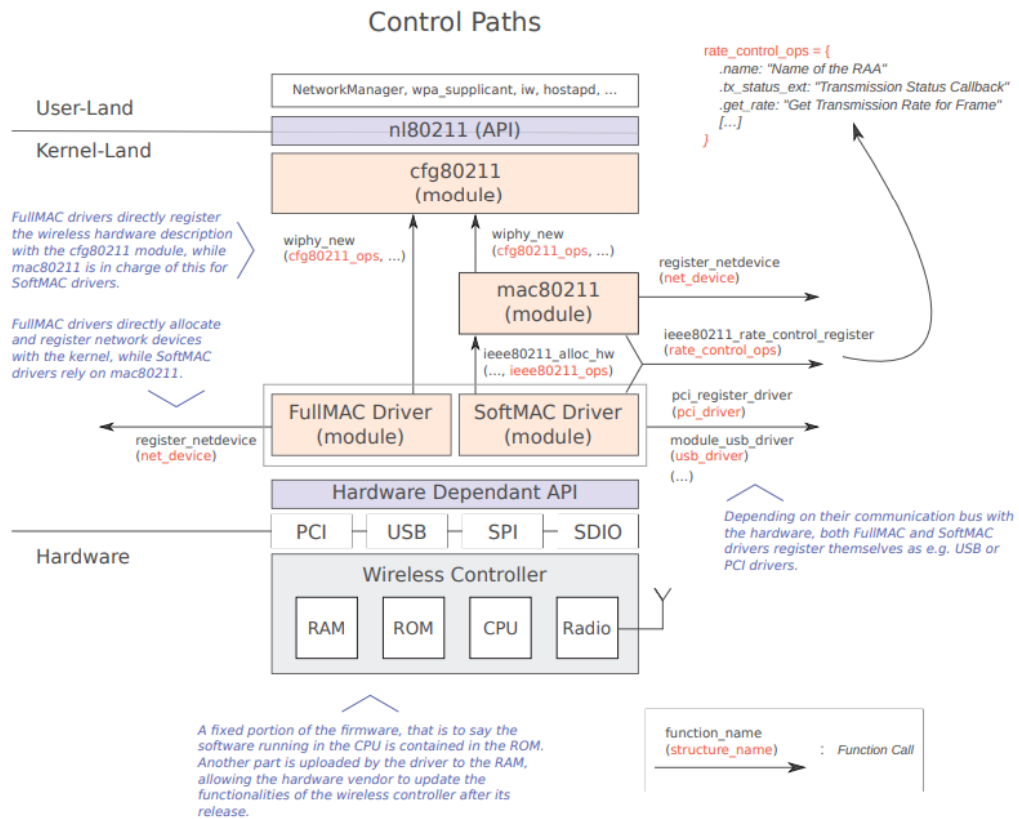 Control Paths
rate_control_ops = {
.name: "Name of the RAA"
.tx_status_ext: "Transmission Status Callback"
.get_rate: "Get Transmission Rate for Frame"
[...]
}
User-Land
NetworkManager, wpa_supplicant, iw, hostapd, ...
nl80211 (API)
Kernel-Land
cfg80211
(module)
FullMAC drivers directly register
the wireless hardware description
with the cfg80211 module, while
mac80211 is in charge of this for
SoftMAC drivers.
wiphy_new
(cfg80211_ops, ...)
wiphy_new
(cfg80211_ops, ...)
mac80211
(module)
register_netdevice
(net_device)
FullMAC drivers directly allocate
and register network devices
with the kernel, while SoftMAC
drivers rely on mac80211.
ieee80211_alloc_hw
(..., ieee80211_ops)
ieee80211_rate_control_register
(rate_control_ops)
FullMAC Driver
(module)
SoftMAC Driver
(module)
pci_register_driver
(pci_driver)
module_usb_driver
(usb_driver)
(...)
register_netdevice
(net_device)
Hardware Dependant API
Depending on their communication bus with
the hardware, both FullMAC and SoftMAC
drivers register themselves as e.g. USB or
PCI drivers.
PCI USB SPI SDIO
Hardware
Wireless Controller
RAM ROM CPU Radio
A fixed portion of the firmware, that is to say the
software running in the CPU is contained in the ROM.
Another part is uploaded by the driver to the RAM,
allowing the hardware vendor to update the
functionalities of the wireless controller after its
release.
function_name
(structure_name) : Function Call